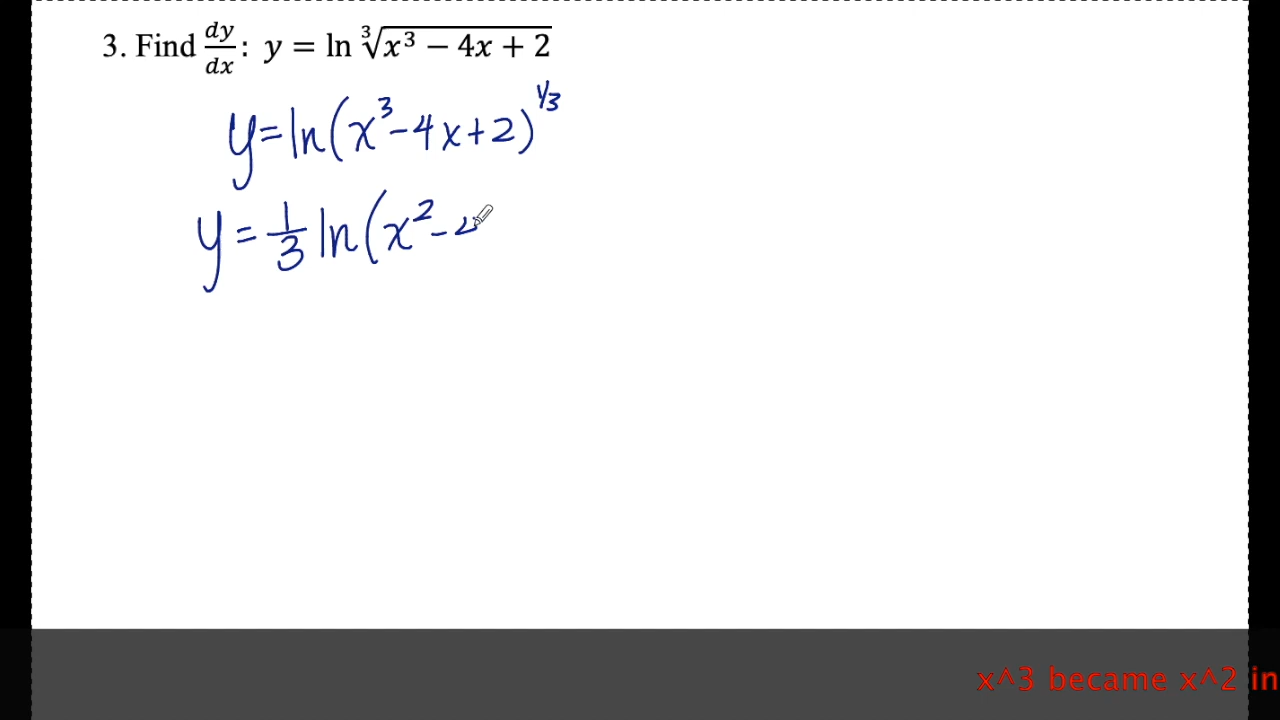 3. Find dy/dx: y = ln ∛(x³ − 4x + 2)
y = ln(x³ - 4x + 2)^1/3
y = 1/3 ln(x² -
x^3 became x^2 in